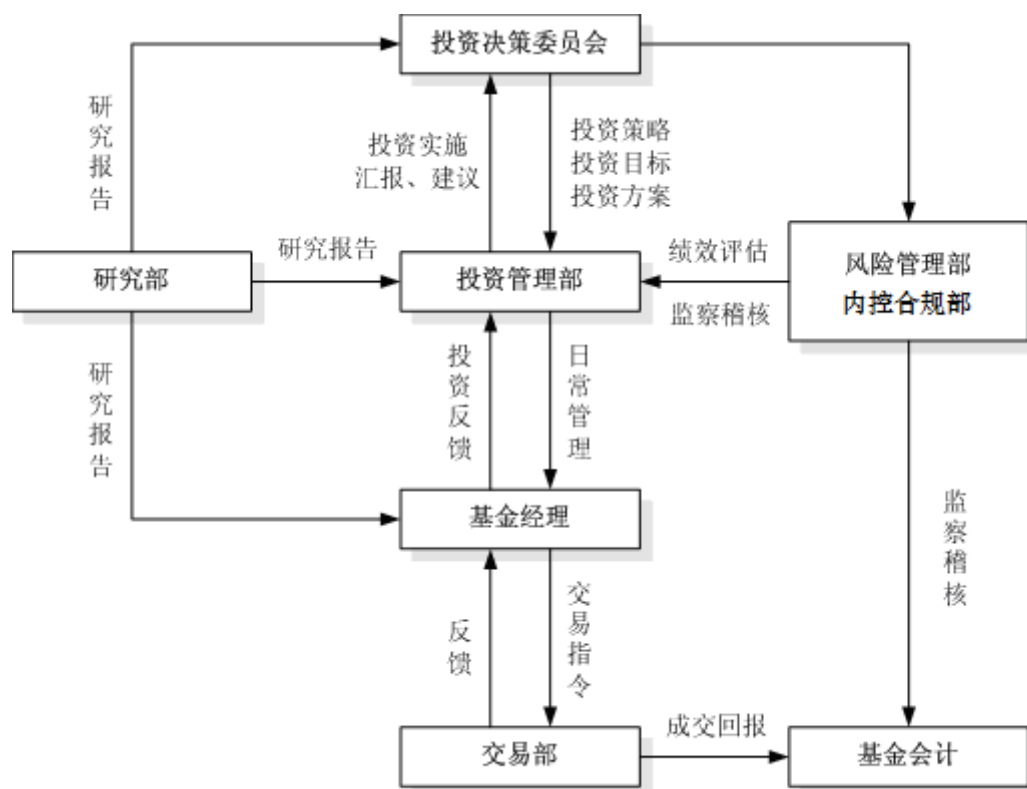 投资决策委员会
研究报告
投资实施
汇报、建议
投资策略
投资目标
投资方案
研究部
研究报告
投资管理部
绩效评估
监察稽核
风险管理部
内控合规部
研究报告
投资反馈
日常管理
基金经理
监察稽核
反馈
交易指令
交易部
成交回报
基金会计